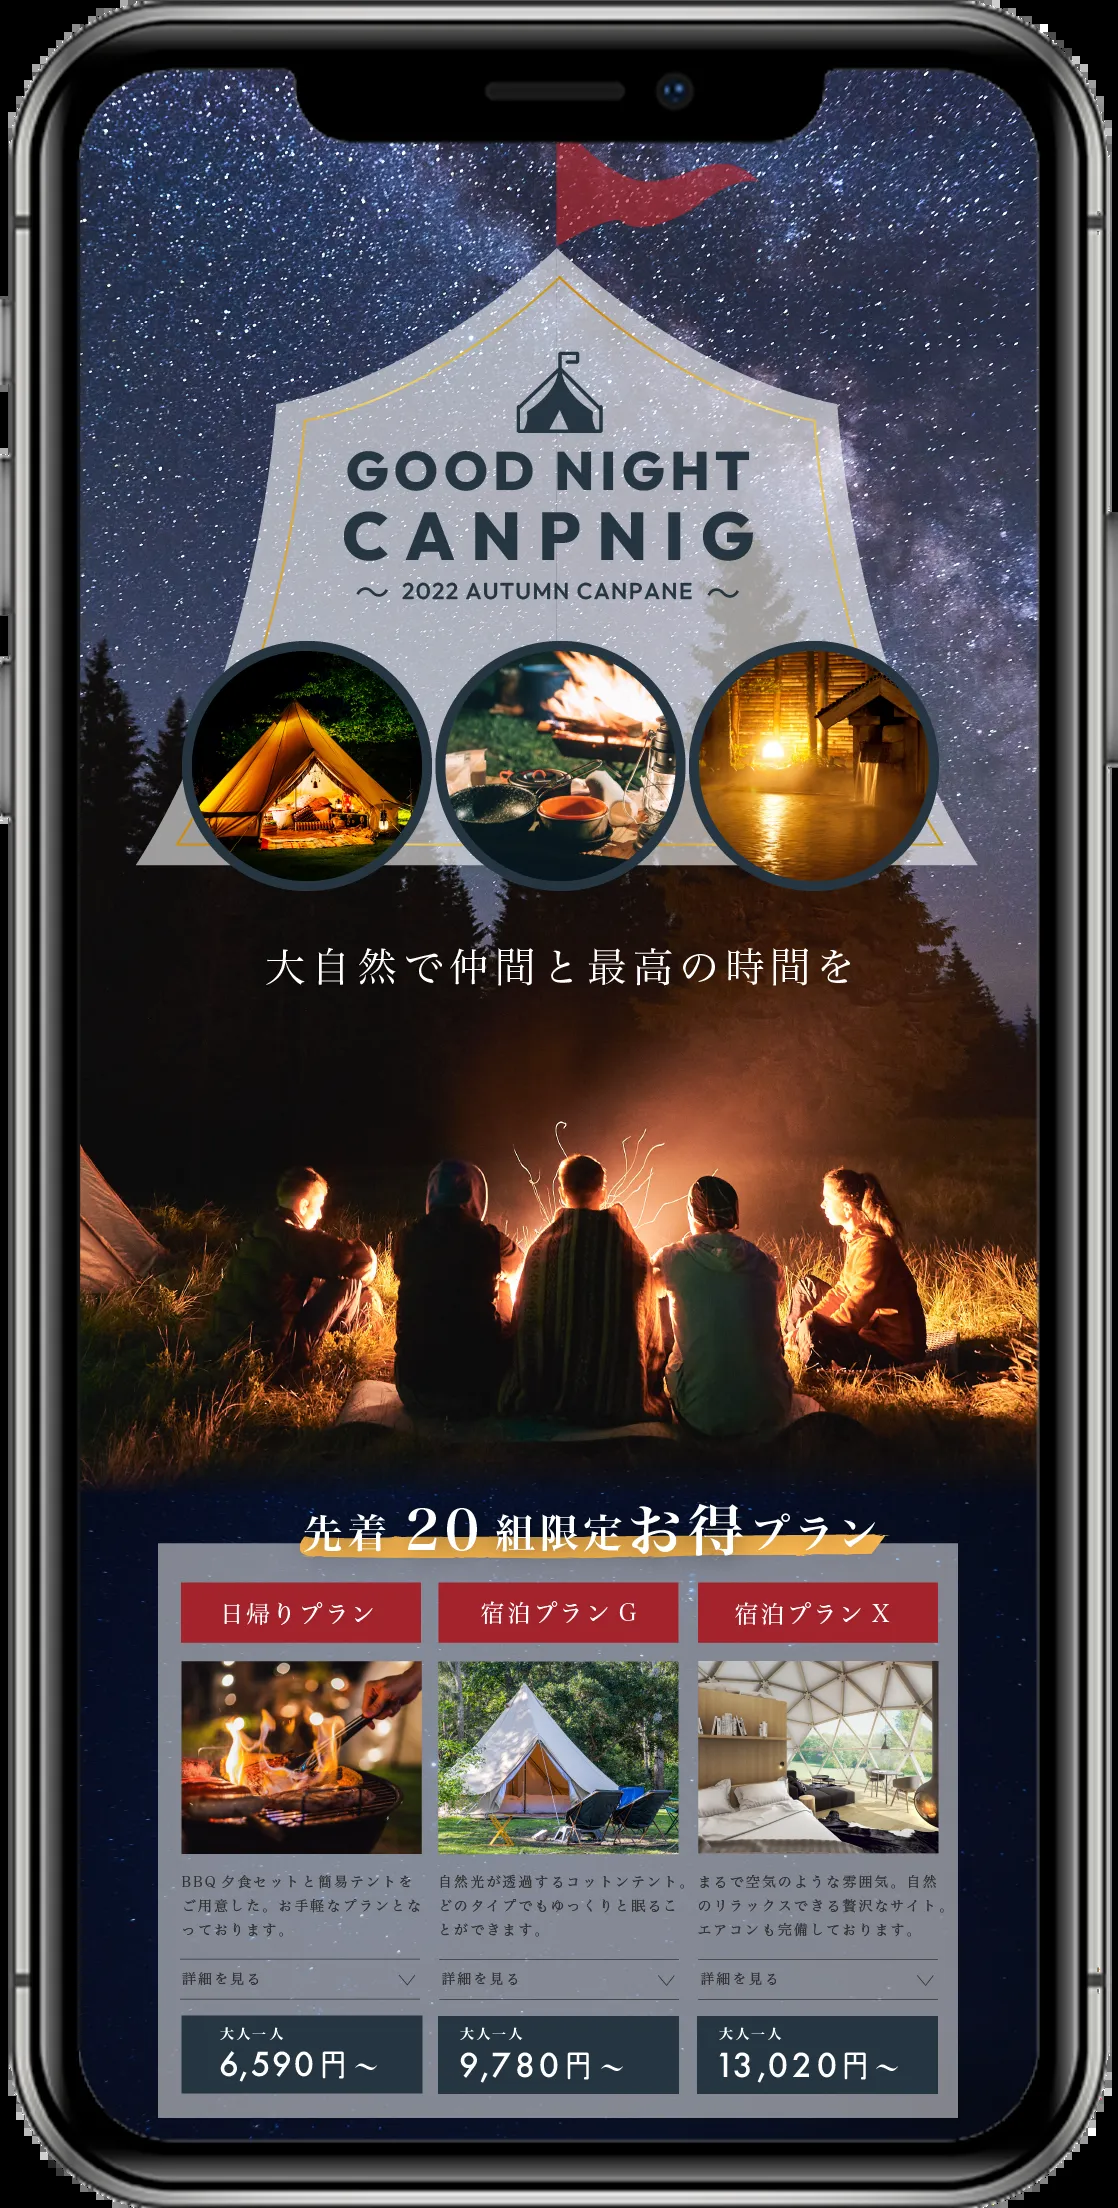 GOOD NIGHT
CANPNIG
～ 2022 AUTUMN CANPANE ～
大自然で仲間と最高の時間を
先着 20 組限定お得プラン
日帰りプラン
宿泊プラン G
宿泊プラン X
BBQ 夕食セットと簡易テントを
ご用意した。お手軽なプランとな
っております。
自然光が透過するコットンテント。
どのタイプでもゆっくりと眠るこ
とができます。
まるで空気のような雰囲気。自然
のリラックスできる贅沢なサイト。
エアコンも完備しております。
詳細を見る
詳細を見る
詳細を見る
大人一人
6,590円～
大人一人
9,780円～
大人一人
13,020円～